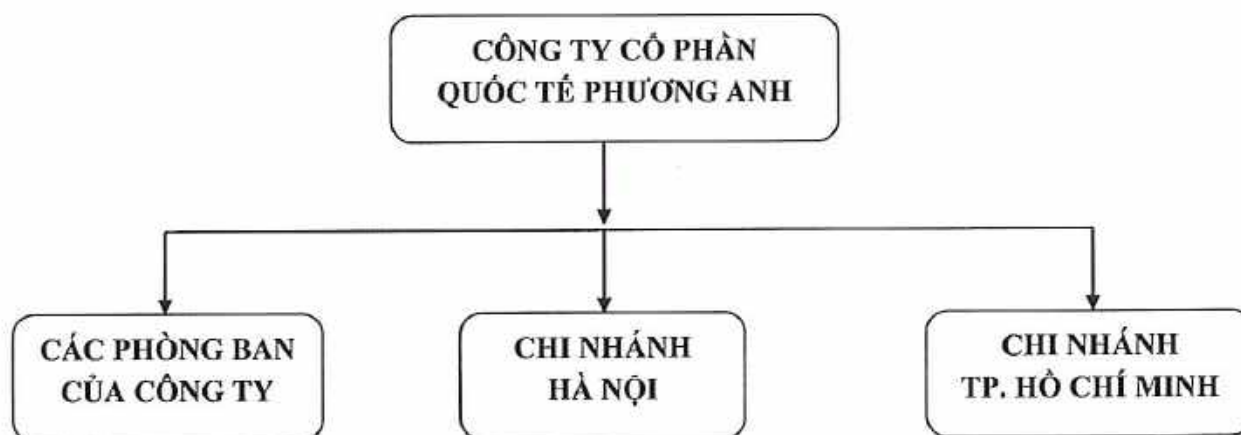 CÔNG TY CỔ PHẦN
QUỐC TẾ PHƯƠNG ANH
CÁC PHÒNG BAN
CỦA CÔNG TY
CHI NHÁNH
HÀ NỘI
CHI NHÁNH
TP. HỒ CHÍ MINH